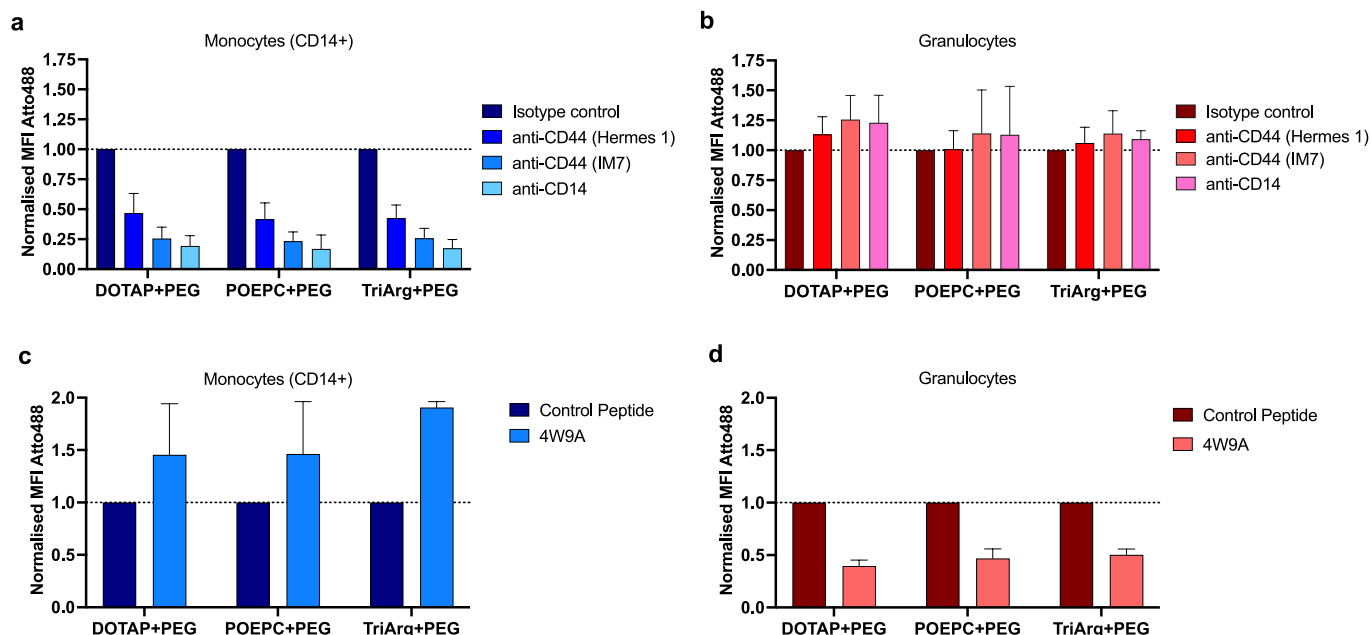 a
Monocytes (CD14+)
Normalised MFI Atto488
1.75
1.50
1.25
1.00
0.75
0.50
0.25
0.00
DOTAP+PEG POEPC+PEG TriArg+PEG
Isotype control
anti-CD44 (Hermes 1)
anti-CD44 (IM7)
anti-CD14
b
Granulocytes
Normalised MFI Atto488
1.75
1.50
1.25
1.00
0.75
0.50
0.25
0.00
DOTAP+PEG POEPC+PEG TriArg+PEG
Isotype control
anti-CD44 (Hermes 1)
anti-CD44 (IM7)
anti-CD14
c
Monocytes (CD14+)
Normalised MFI Atto488
2.0
1.5
1.0
0.5
0.0
DOTAP+PEG POEPC+PEG TriArg+PEG
Control Peptide
4W9A
d
Granulocytes
Normalised MFI Atto488
2.0
1.5
1.0
0.5
0.0
DOTAP+PEG POEPC+PEG TriArg+PEG
Control Peptide
4W9A